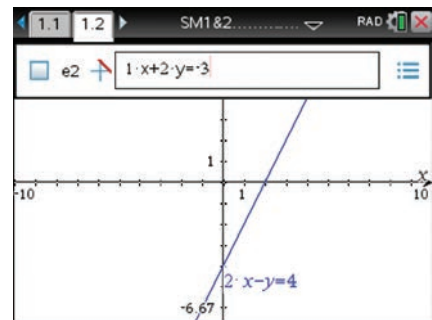 1.1 1.2 SM1&2............. RAD
e2 1·x+2·y=-3
x
1
-10 1 10
2·x-y=4
-6.67